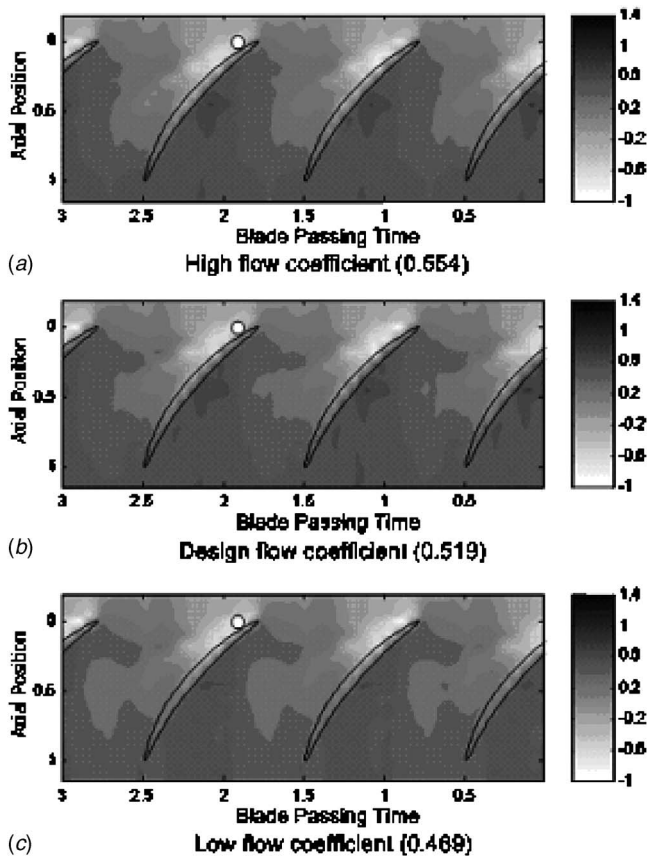 Axial Position
0
0.5
1
3 2.5 2 1.5 1 0.5
Blade Passing Time
1.4
1
0.6
0.2
-0.2
-0.6
-1
(a) High flow coefficient (0.554)
Axial Position
0
0.5
1
3 2.5 2 1.5 1 0.5
Blade Passing Time
1.4
1
0.6
0.2
-0.2
-0.6
-1
(b) Design flow coefficient (0.519)
Axial Position
0
0.5
1
3 2.5 2 1.5 1 0.5
Blade Passing Time
1.4
1
0.6
0.2
-0.2
-0.6
-1
(c) Low flow coefficient (0.469)